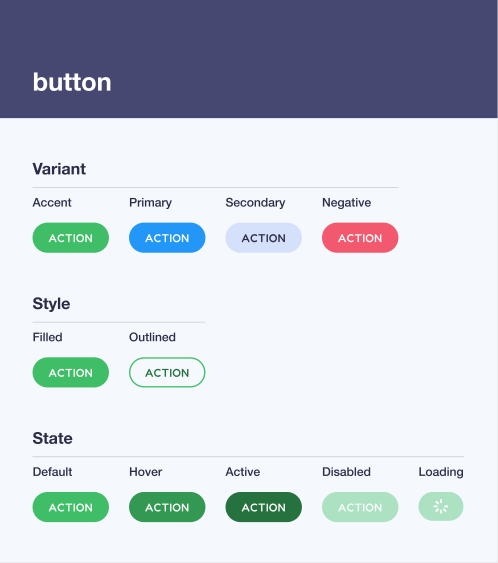 button
Variant
Accent Primary Secondary Negative
ACTION ACTION ACTION ACTION
Style
Filled Outlined
ACTION ACTION
State
Default Hover Active Disabled Loading
ACTION ACTION ACTION ACTION